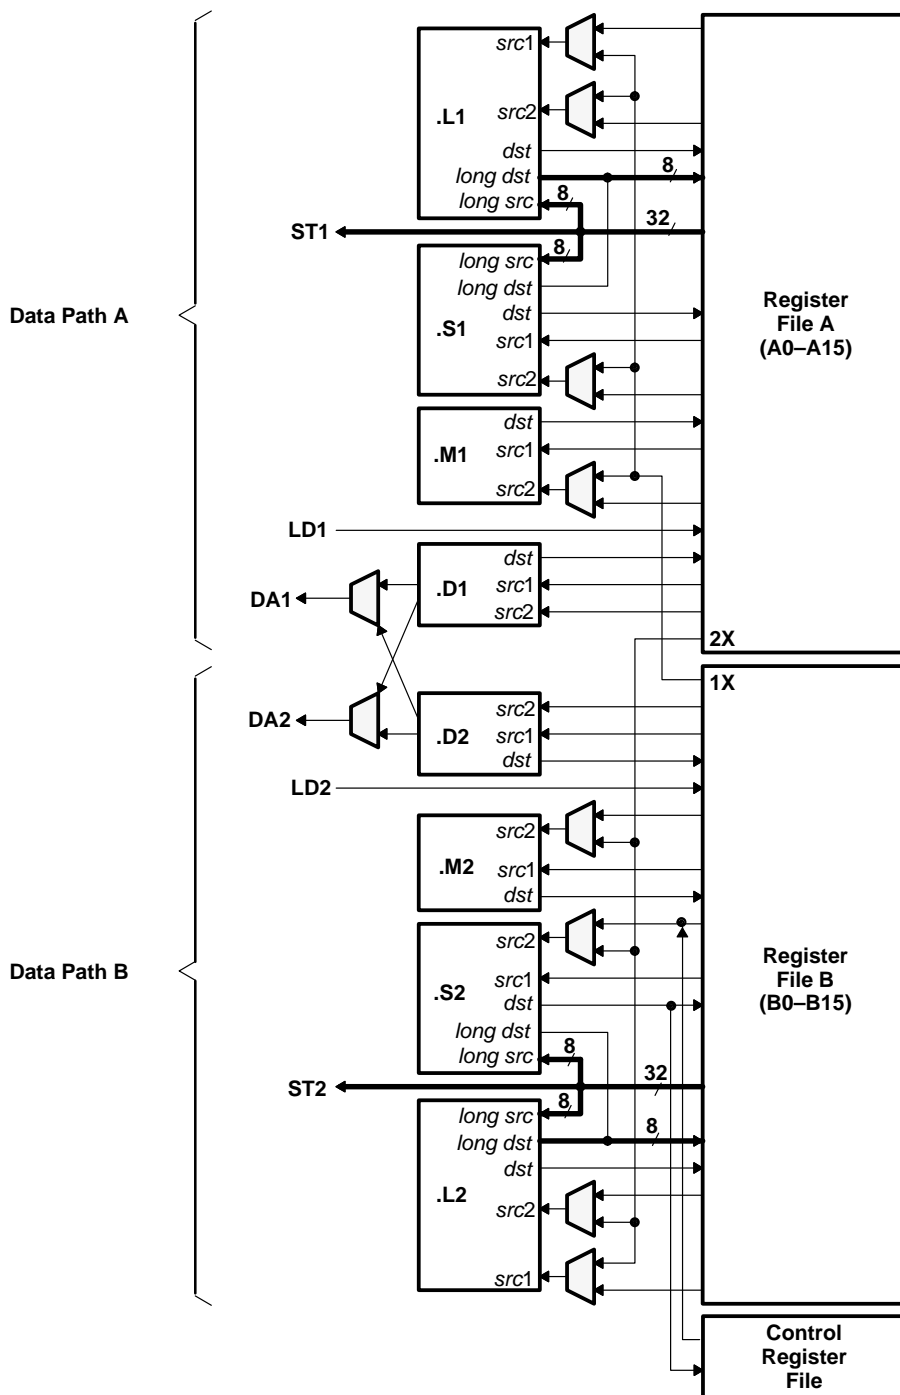 src1
.L1
src2
dst
long dst
8
8
long src
ST1
32
8
long src
long dst
dst
.S1
src1
src2
Data Path A
Register
File A
(A0–A15)
dst
.M1
src1
src2
LD1
dst
.D1
src1
src2
DA1
2X
1X
DA2
src2
.D2
src1
dst
LD2
src2
.M2
src1
dst
src2
.S2
src1
dst
long dst
8
long src
Data Path B
Register
File B
(B0–B15)
ST2
32
8
long src
long dst
8
dst
.L2
src2
src1
Control
Register
File